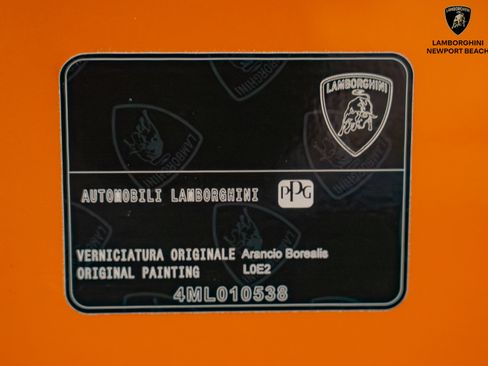 LAMBORGHINI
NEWPORT BEACH
LAMBORGHINI
AUTOMOBILI LAMBORGHINI
PPG
VERNICIATURA ORIGINALE Arancio Borealis
ORIGINAL PAINTING L0E2
4ML010538